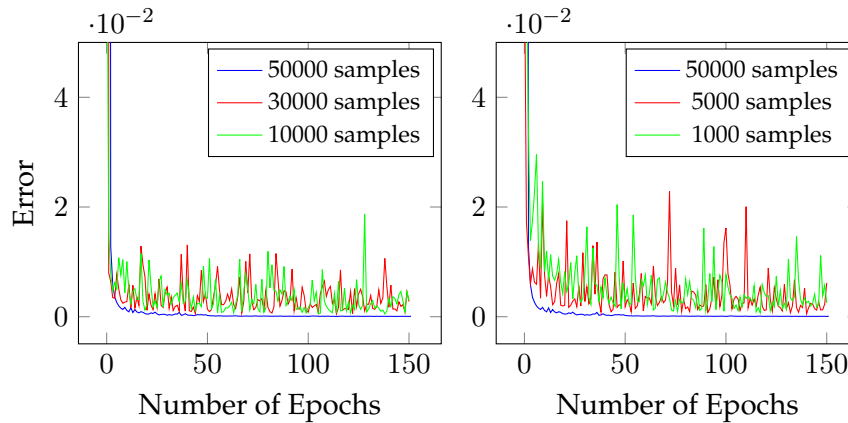 ·10⁻²
·10⁻²
50000 samples
30000 samples
10000 samples
50000 samples
5000 samples
1000 samples
4
2
0
4
2
0
Error
0
50
100
150
0
50
100
150
Number of Epochs
Number of Epochs